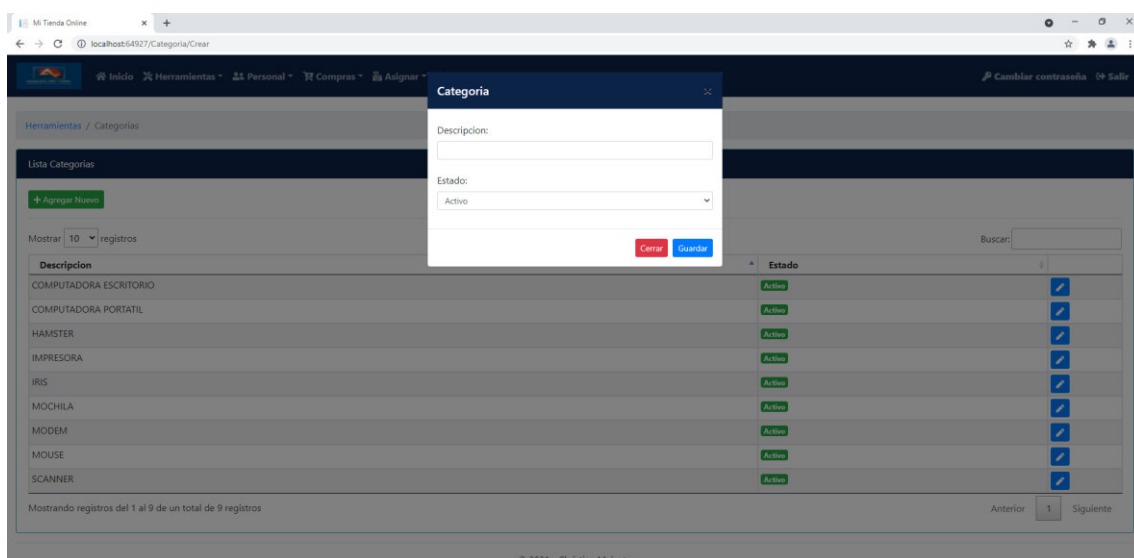 Mi Tienda Online
localhost:64927/Categoria/Crear
Inicio Herramientas Personal Compras Asignar Cambiar contraseña Salir
Categoria
Descripcion:
Estado:
Activo
Cerrar Guardar
Herramientas / Categorias
Lista Categorias
+ Agregar Nuevo
Mostrar 10 registros Buscar:
Descripcion Estado
COMPUTADORA ESCRITORIO Activo
COMPUTADORA PORTATIL Activo
HAMSTER Activo
IMPRESORA Activo
IRIS Activo
MOCHILA Activo
MODEM Activo
MOUSE Activo
SCANNER Activo
Mostrando registros del 1 al 9 de un total de 9 registros Anterior 1 Siguiente